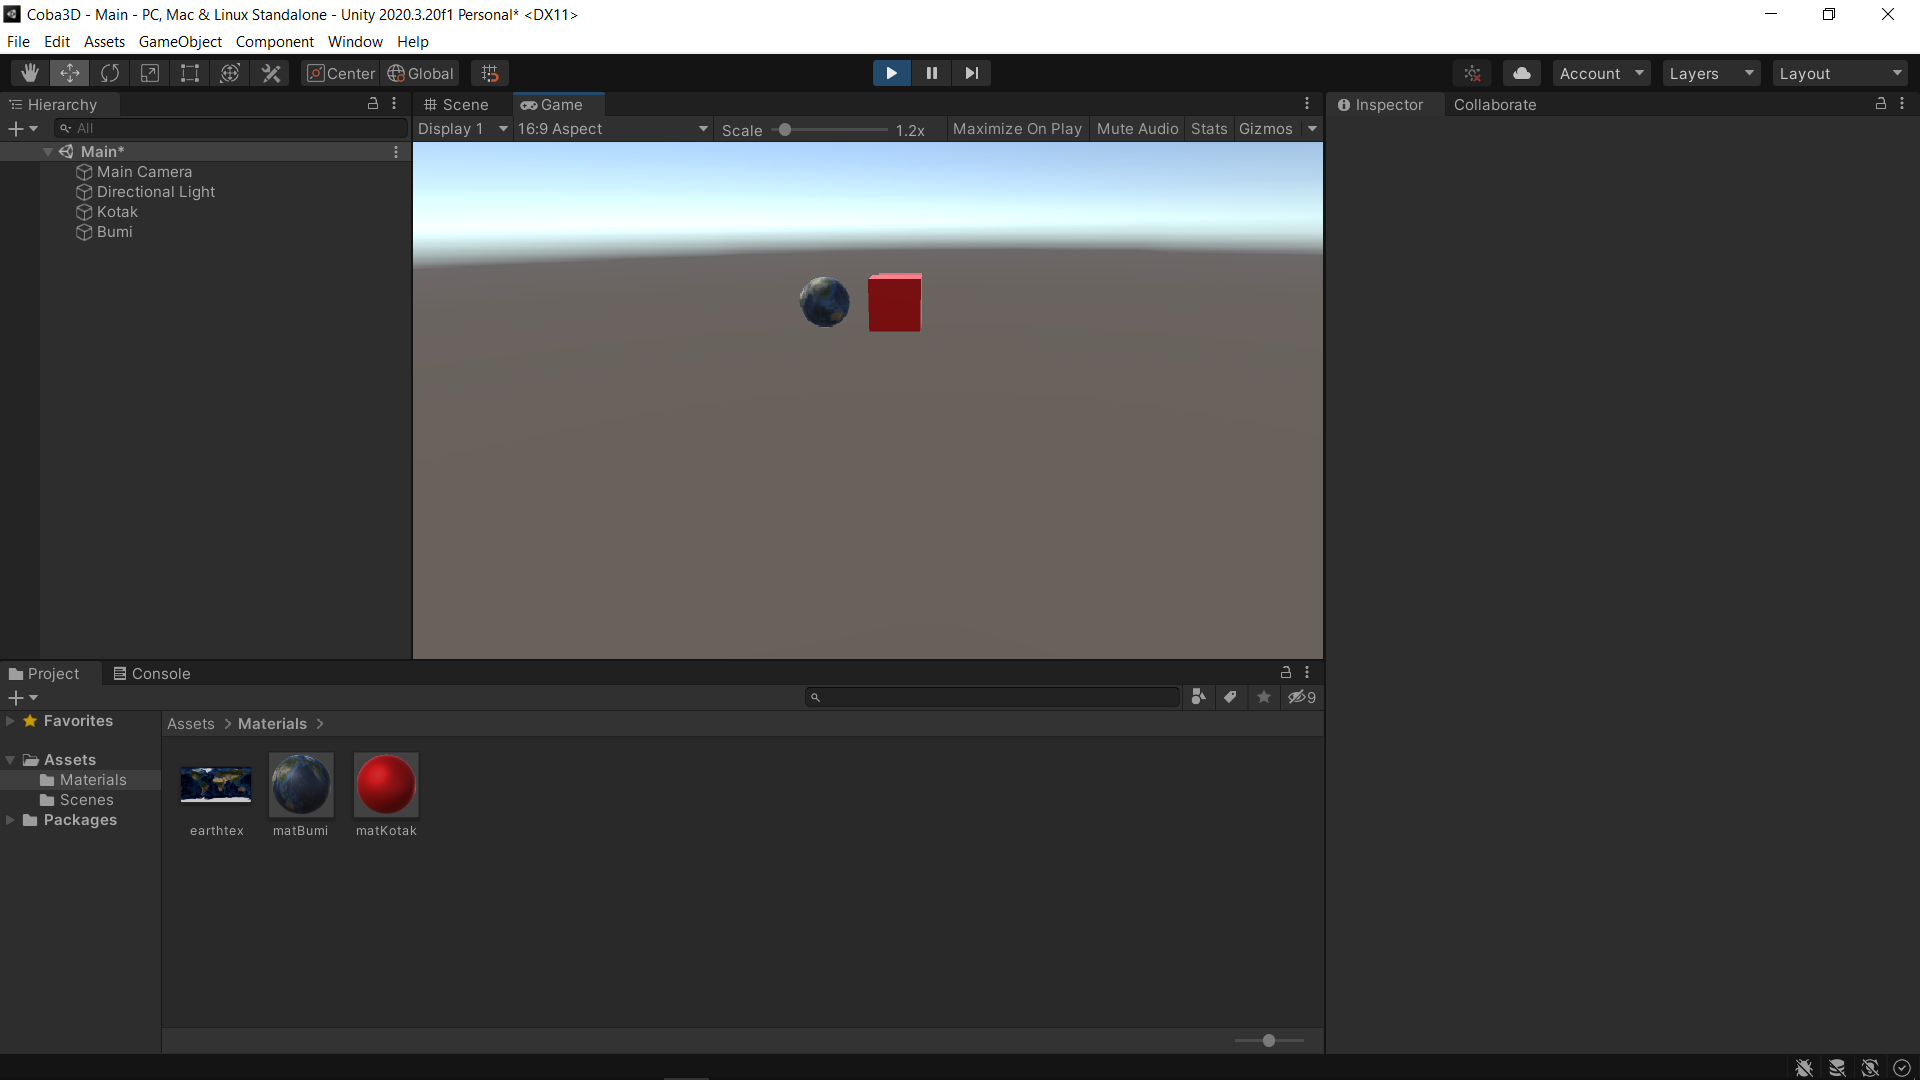 Coba3D - Main - PC, Mac & Linux Standalone - Unity 2020.3.20f1 Personal* <DX11>
File Edit Assets GameObject Component Window Help
Center Global Account Layers Layout
Hierarchy
All
Main*
Main Camera
Directional Light
Kotak
Bumi
Scene Game
Display 1 16:9 Aspect Scale 1.2x Maximize On Play Mute Audio Stats Gizmos
Inspector Collaborate
Project Console
9
Favorites
Assets
Materials
Scenes
Packages
Assets > Materials >
earthtex matBumi matKotak